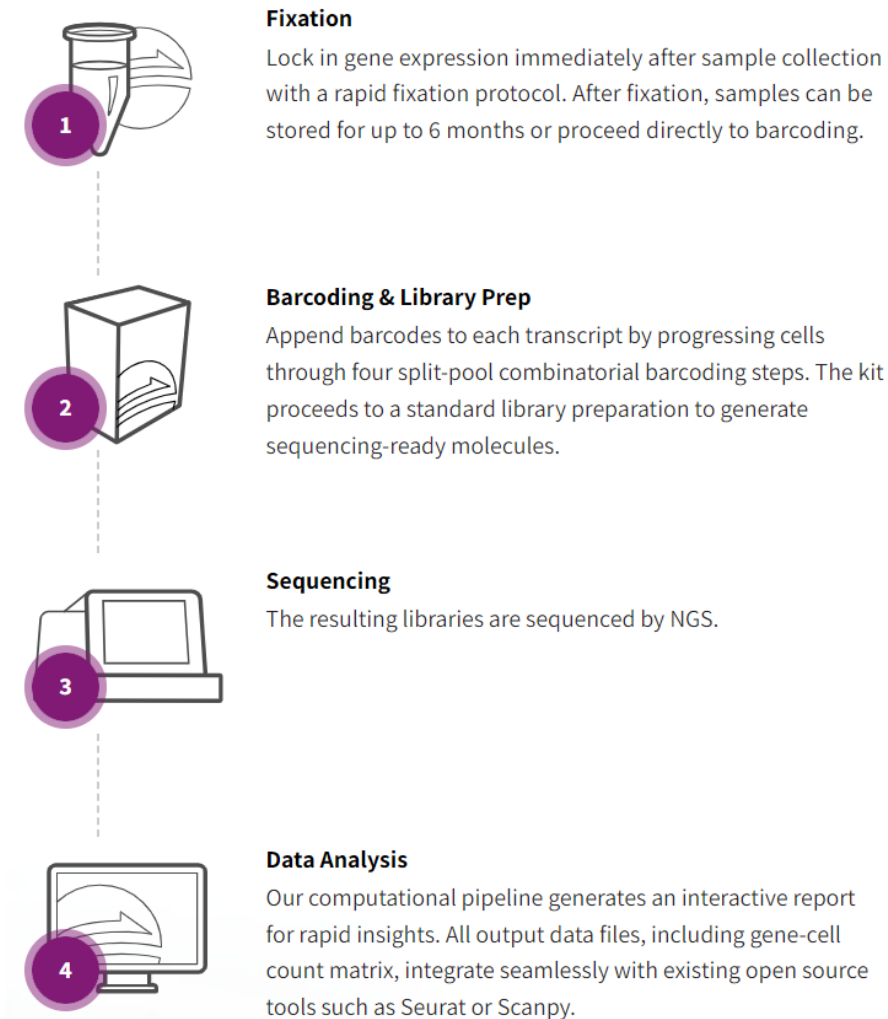 Fixation
Lock in gene expression immediately after sample collection
with a rapid fixation protocol. After fixation, samples can be
stored for up to 6 months or proceed directly to barcoding.
1
Barcoding & Library Prep
Append barcodes to each transcript by progressing cells
through four split-pool combinatorial barcoding steps. The kit
proceeds to a standard library preparation to generate
sequencing-ready molecules.
2
Sequencing
The resulting libraries are sequenced by NGS.
3
Data Analysis
Our computational pipeline generates an interactive report
for rapid insights. All output data files, including gene-cell
count matrix, integrate seamlessly with existing open source
tools such as Seurat or Scanpy.
4